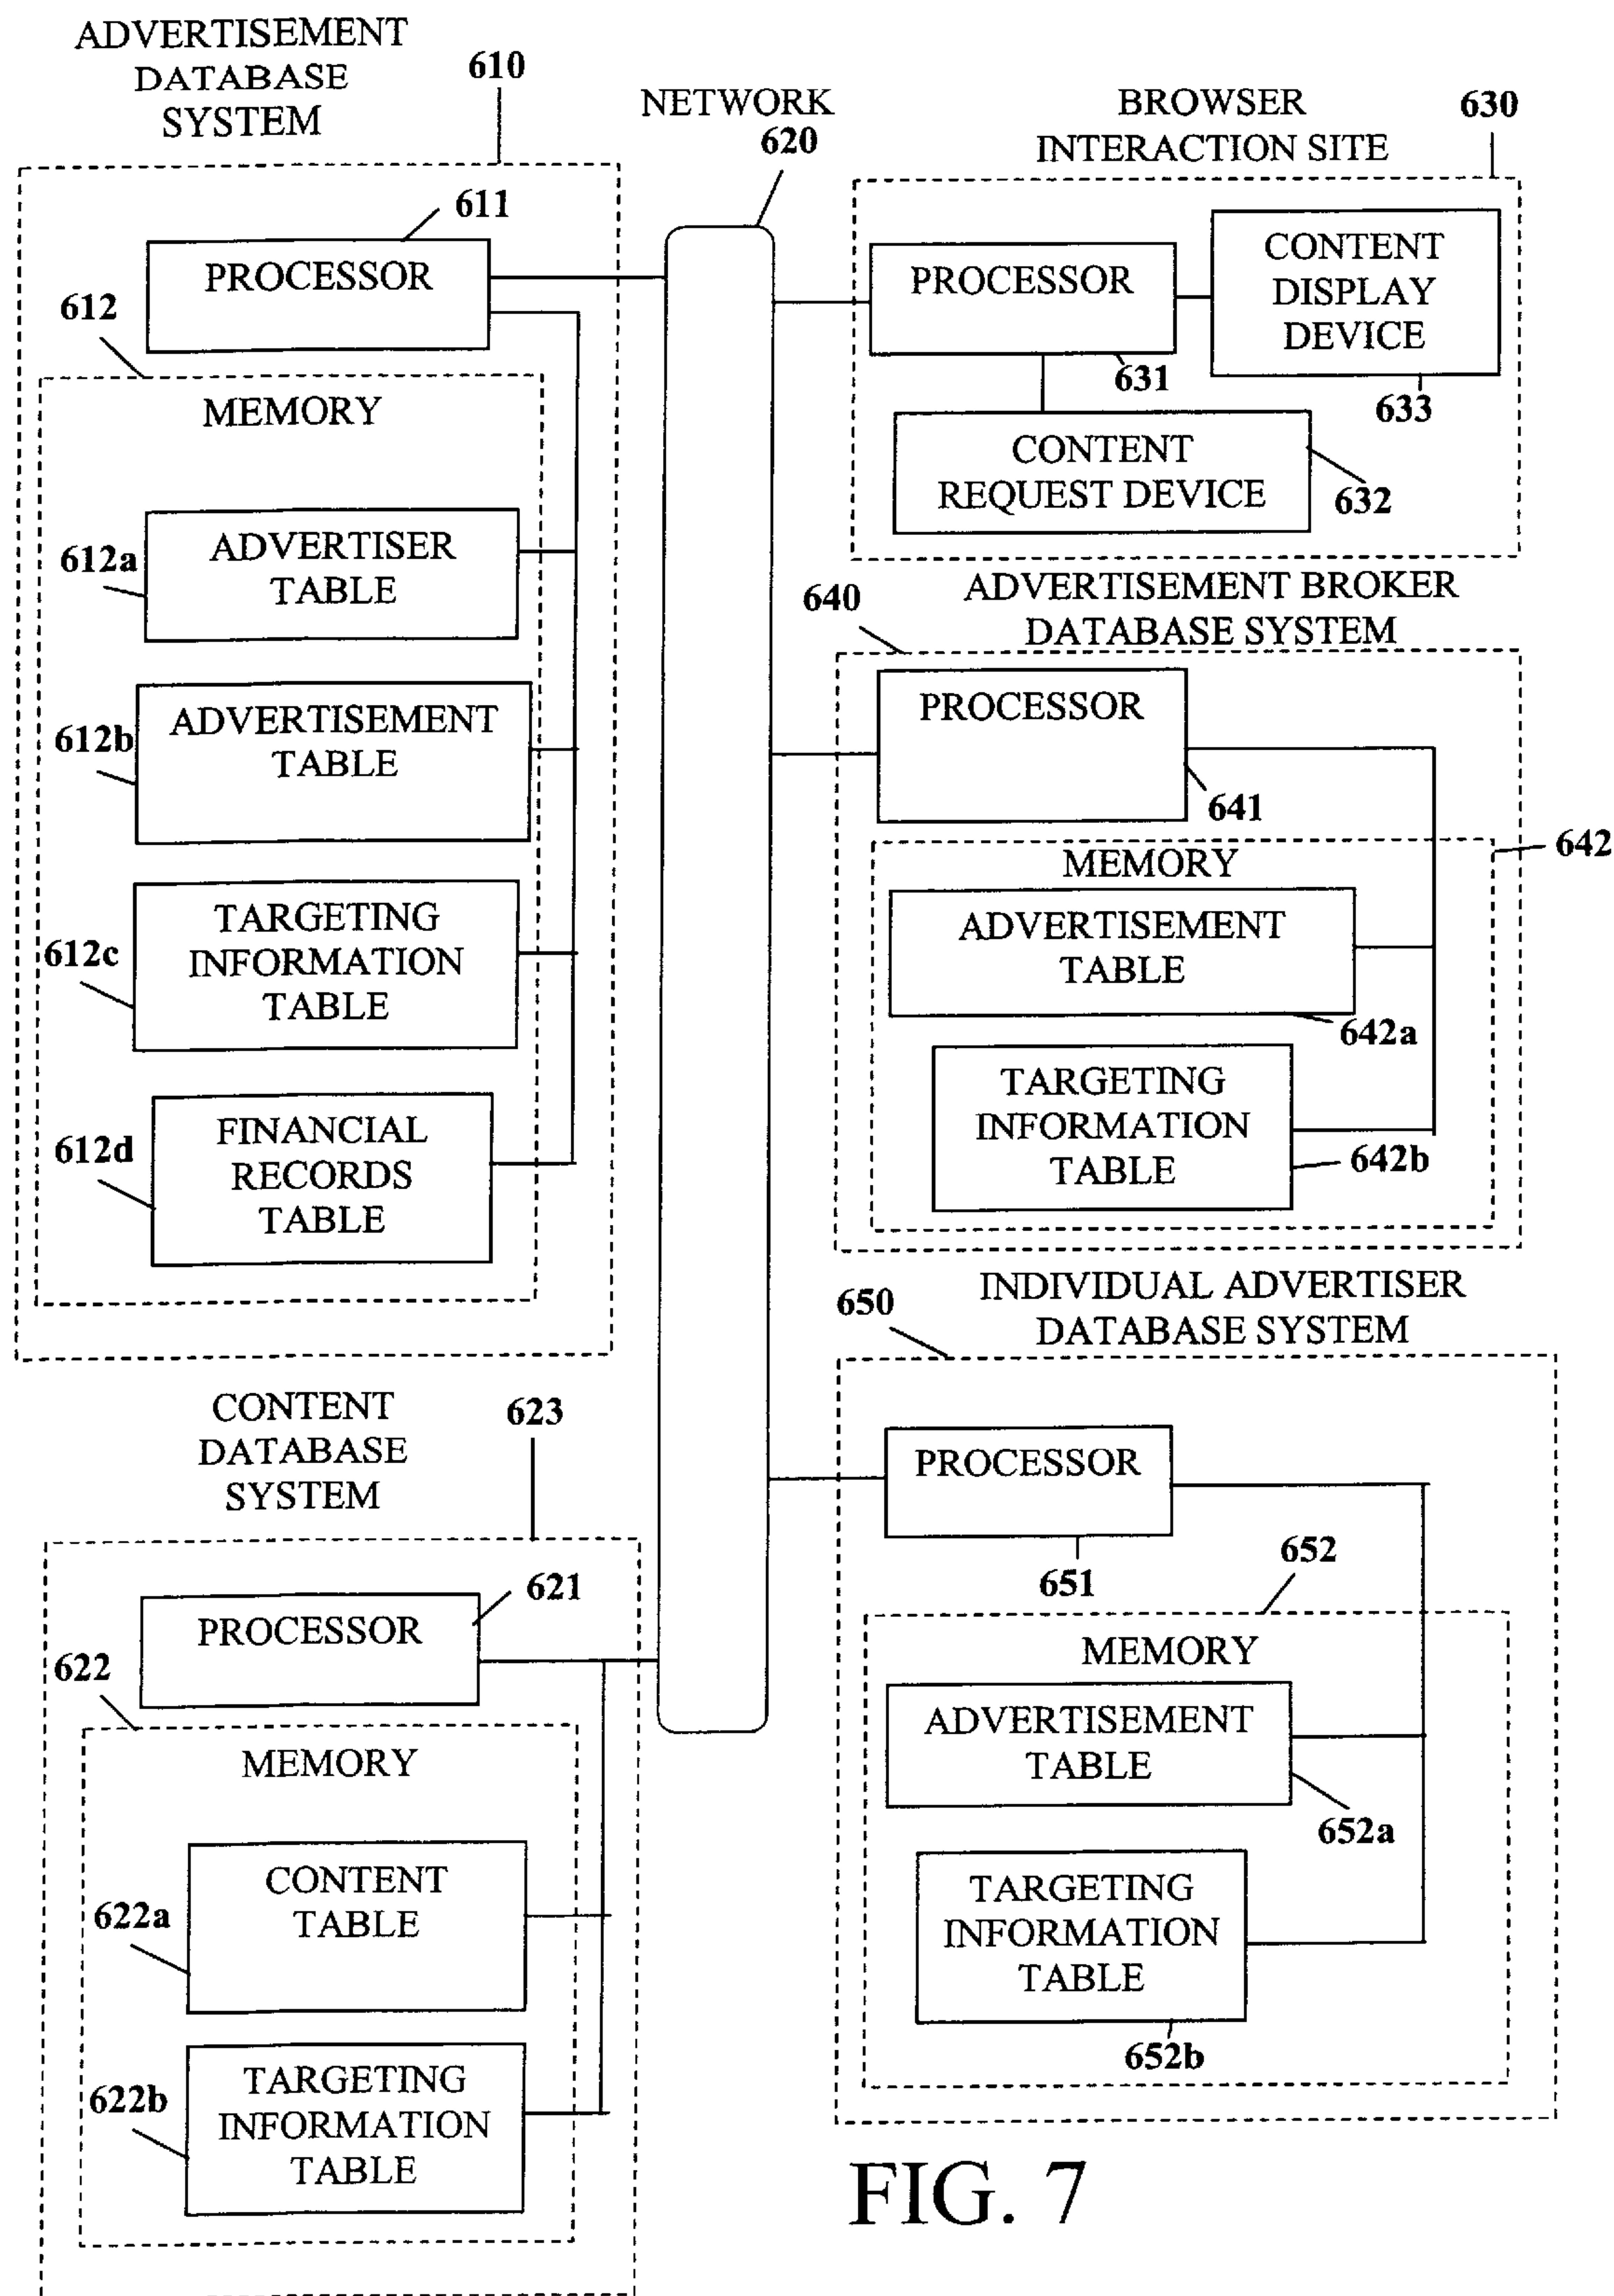 ADVERTISEMENT
DATABASE
SYSTEM
610
611
PROCESSOR
612
MEMORY
612a
ADVERTISER
TABLE
612b
ADVERTISEMENT
TABLE
612c
TARGETING
INFORMATION
TABLE
612d
FINANCIAL
RECORDS
TABLE
CONTENT
DATABASE
SYSTEM
623
621
PROCESSOR
622
MEMORY
622a
CONTENT
TABLE
622b
TARGETING
INFORMATION
TABLE
NETWORK
620
BROWSER
INTERACTION SITE
630
PROCESSOR
631
CONTENT
DISPLAY
DEVICE
633
CONTENT
REQUEST DEVICE
632
640
ADVERTISEMENT BROKER
DATABASE SYSTEM
PROCESSOR
641
642
MEMORY
ADVERTISEMENT
TABLE
642a
TARGETING
INFORMATION
TABLE
642b
650
INDIVIDUAL ADVERTISER
DATABASE SYSTEM
PROCESSOR
651
652
MEMORY
ADVERTISEMENT
TABLE
652a
TARGETING
INFORMATION
TABLE
652b
FIG. 7